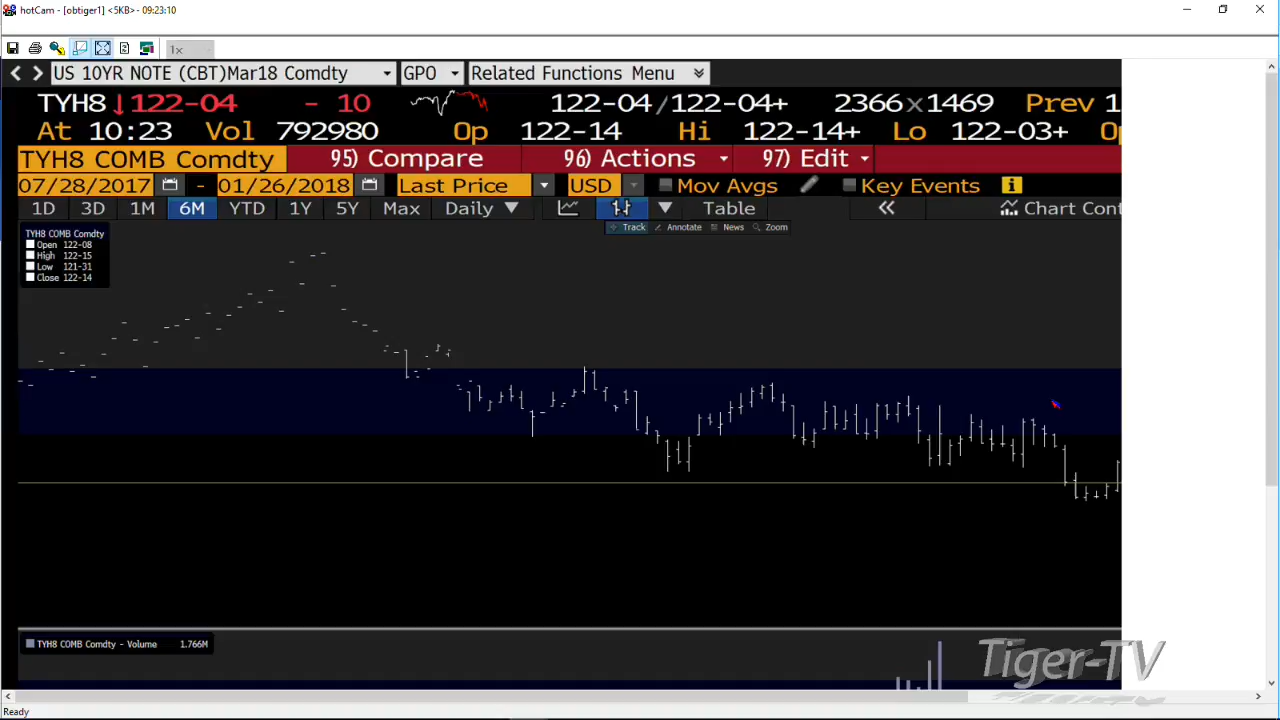 hotCam - [obtiger1] <5KB> - 09:23:10
1x
US 10YR NOTE (CBT)Mar18 Comdty GPO Related Functions Menu
TYH8 ↓122-04 - 10 122-04/122-04+ 2366x1469 Prev 1
At 10:23 Vol 792980 Op 122-14 Hi 122-14+ Lo 122-03+ Op
TYH8 COMB Comdty 95) Compare 96) Actions 97) Edit
07/28/2017 - 01/26/2018 Last Price USD Mov Avgs Key Events
1D 3D 1M 6M YTD 1Y 5Y Max Daily ▼ Table « Chart Cont
Track Annotate News Zoom
TYH8 COMB Comdty
Open 122-08
High 122-15
Low 121-31
Close 122-14
TYH8 COMB Comdty - Volume 1.766M
Tiger-TV
Ready